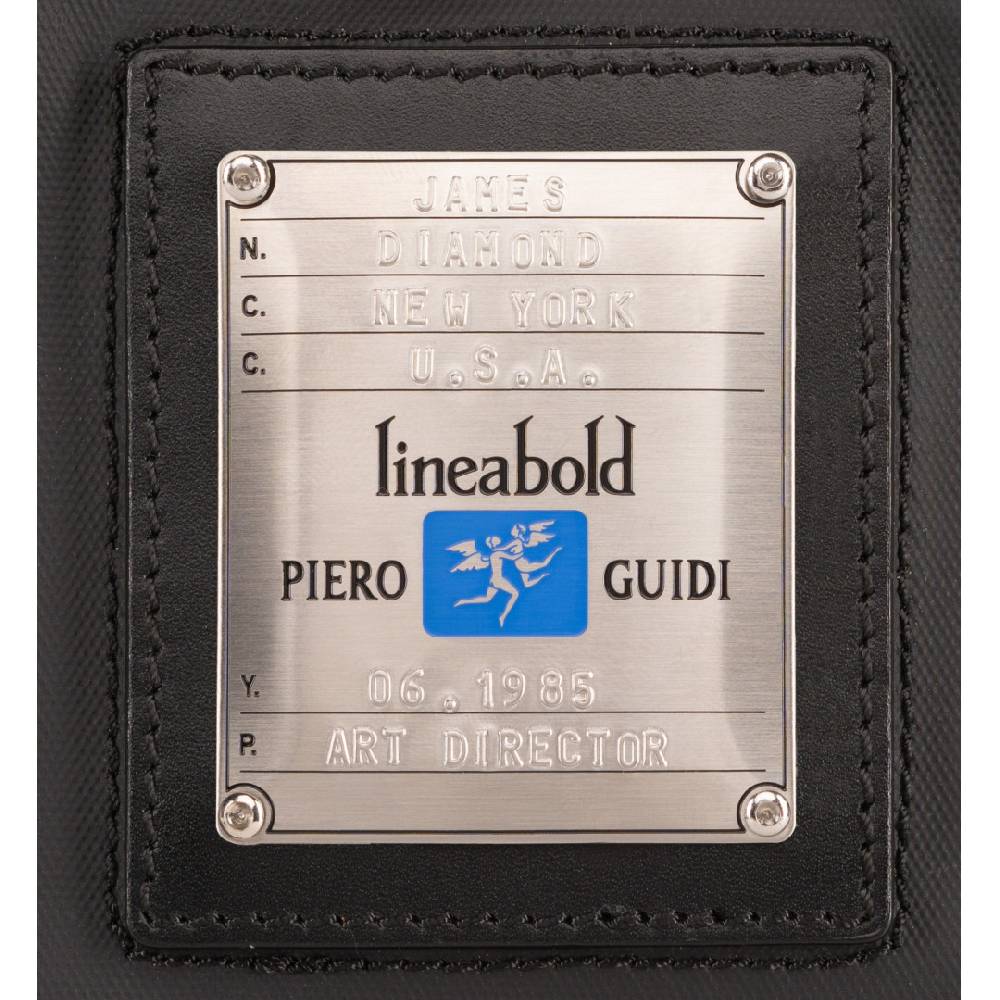 JAMES
N. DIAMOND
C. NEW YORK
C. U.S.A.
lineabold
PIERO GUIDI
Y. 06.1985
P. ART DIRECTOR